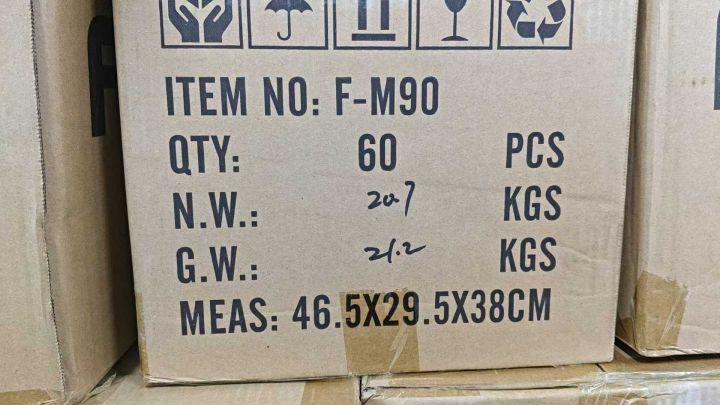 ITEM NO: F-M90
QTY: 60 PCS
N.W.: 20.7 KGS
G.W.: 21.2 KGS
MEAS: 46.5X29.5X38CM